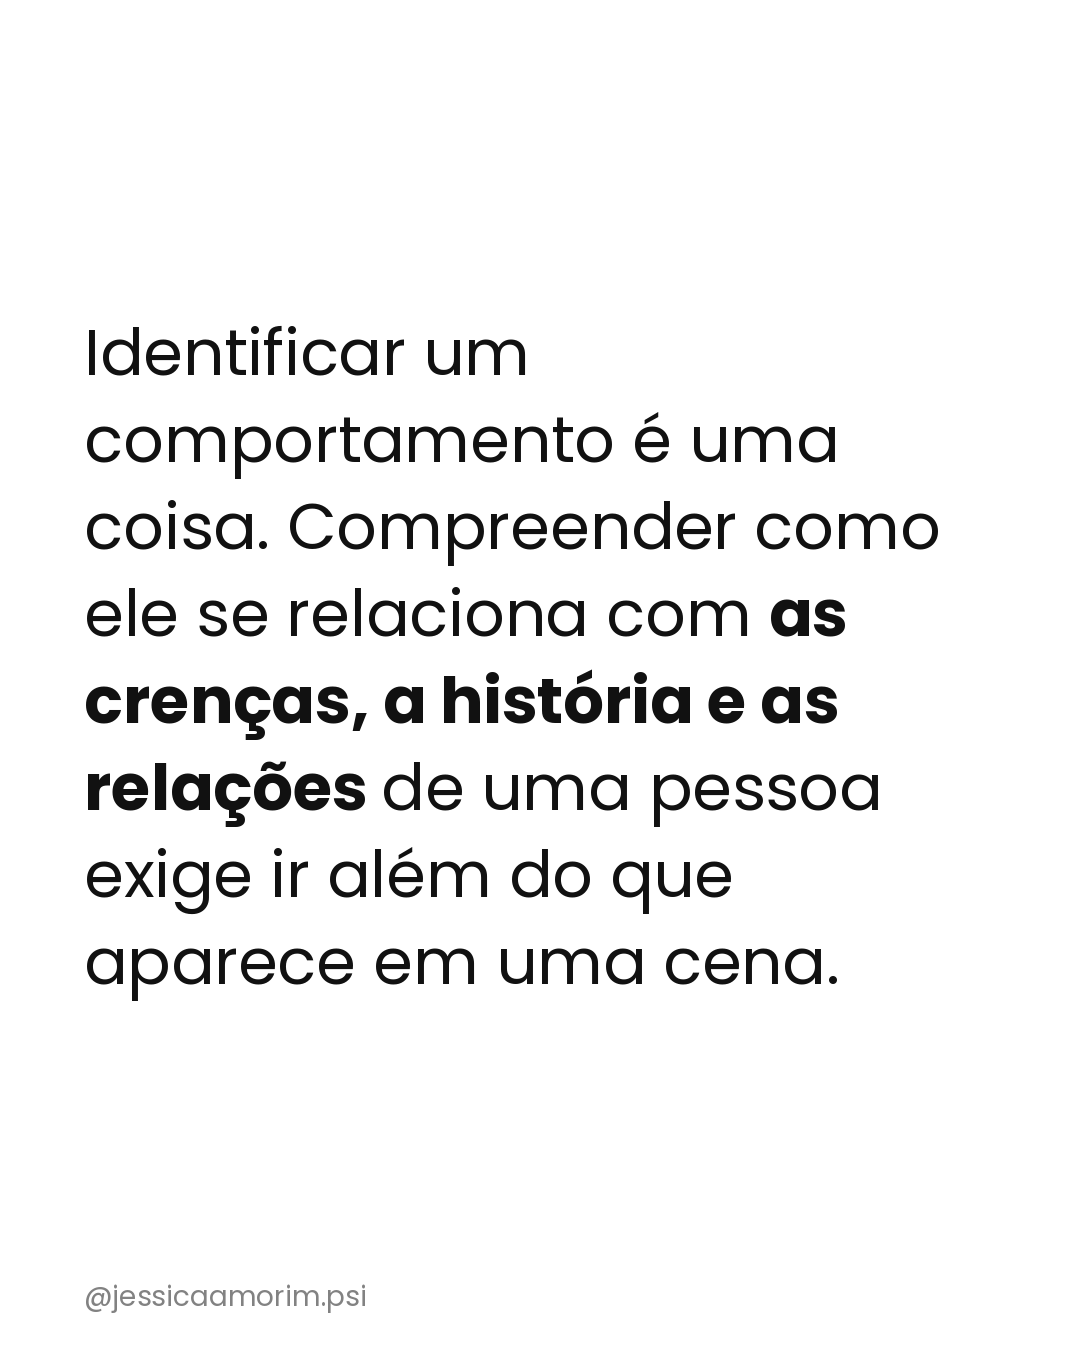 Identificar um
comportamento é uma
coisa. Compreender como
ele se relaciona com as
crenças, a história e as
relações de uma pessoa
exige ir além do que
aparece em uma cena.
@jessicaamorim.psi